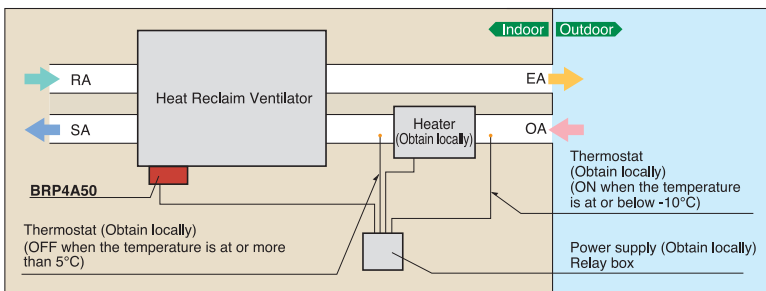 Indoor
Outdoor
RA
EA
Heat Reclaim Ventilator
SA
Heater
(Obtain locally)
OA
BRP4A50
Thermostat
(Obtain locally)
(ON when the temperature
is at or below -10°C)
Thermostat (Obtain locally)
(OFF when the temperature is at or more
than 5°C)
Power supply (Obtain locally)
Relay box